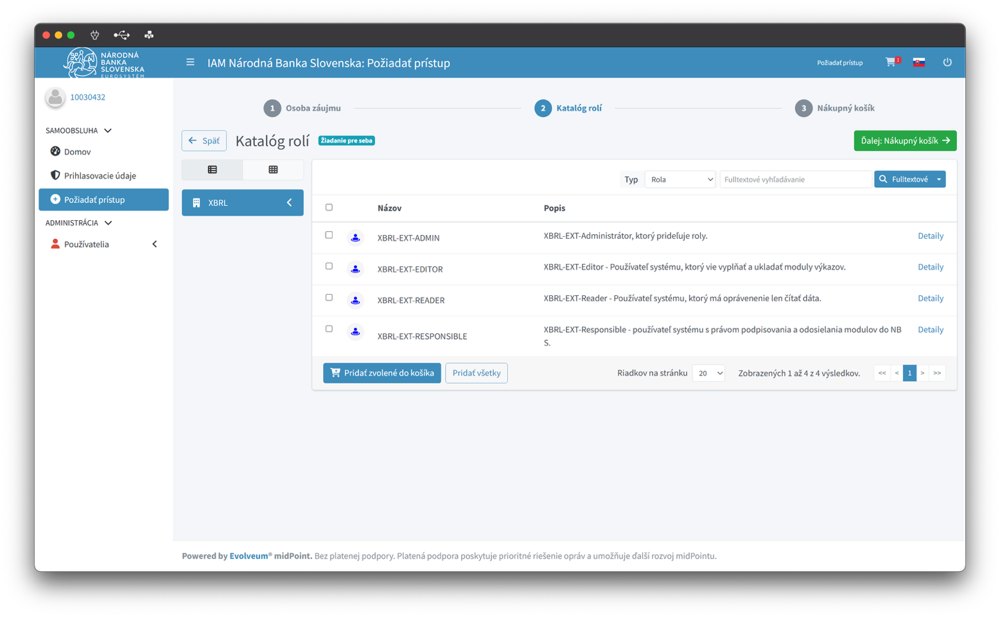 NÁRODNÁ
BANKA
SLOVENSKA
EUROSYSTÉM
IAM Národná Banka Slovenska: Požiadať prístup
Požiadať prístup
1
10030432
SAMOOBSLUHA
Domov
Prihlasovacie údaje
Požiadať prístup
ADMINISTRÁCIA
Používatelia
1 Osoba záujmu
2 Katalóg rolí
3 Nákupný košík
Späť
Katalóg rolí
Žiadanie pre seba
Ďalej: Nákupný košík
XBRL
Typ
Rola
Fulltextové vyhľadávanie
Fulltextové
Názov
Popis
XBRL-EXT-ADMIN
XBRL-EXT-Administrátor, ktorý prideľuje roly.
Detaily
XBRL-EXT-EDITOR
XBRL-EXT-Editor - Používateľ systému, ktorý vie vyplňať a ukladať moduly výkazov.
Detaily
XBRL-EXT-READER
XBRL-EXT-Reader - Používateľ systému, ktorý má oprávenenie len čítať dáta.
Detaily
XBRL-EXT-RESPONSIBLE
XBRL-EXT-Responsible - používateľ systému s právom podpisovania a odosielania modulov do NB
S.
Detaily
Pridať zvolené do košíka
Pridať všetky
Riadkov na stránku
20
Zobrazených 1 až 4 z 4 výsledkov.
<< < 1 > >>
Powered by Evolveum® midPoint. Bez platenej podpory. Platená podpora poskytuje prioritné riešenie opráv a umožňuje ďalší rozvoj midPointu.